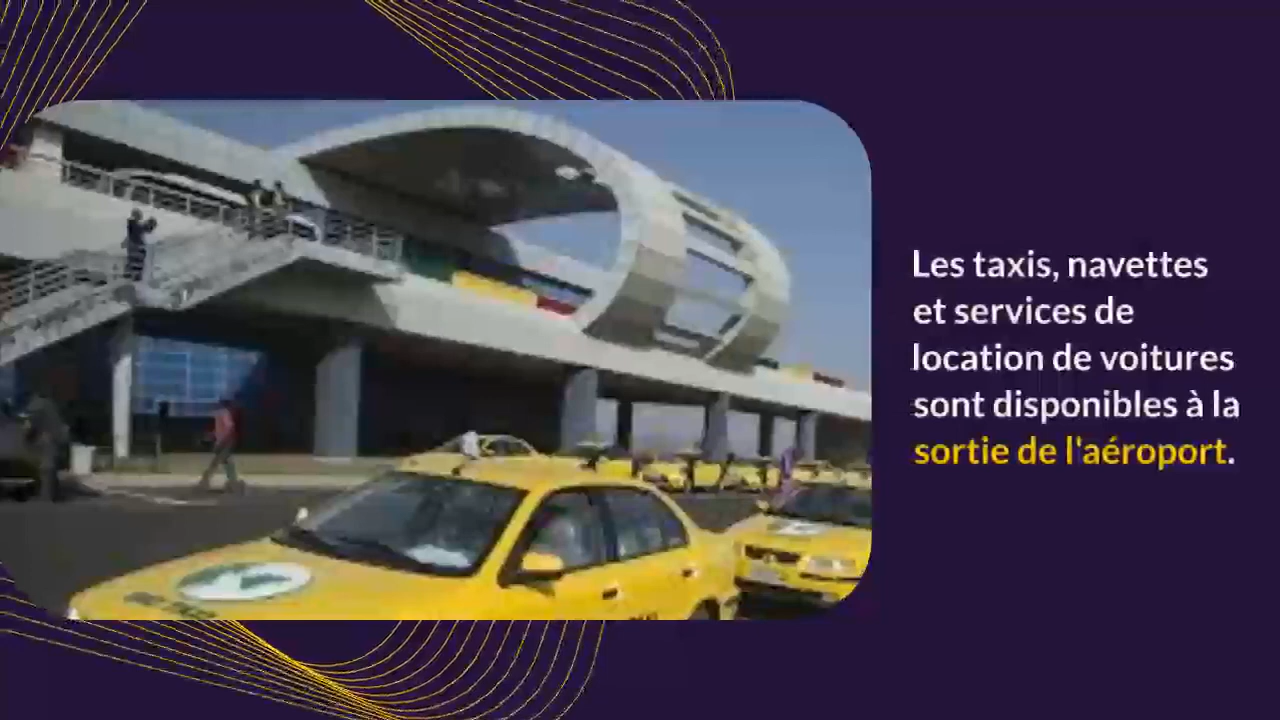 Les taxis, navettes
et services de
location de voitures
sont disponibles à la
sortie de l'aéroport.